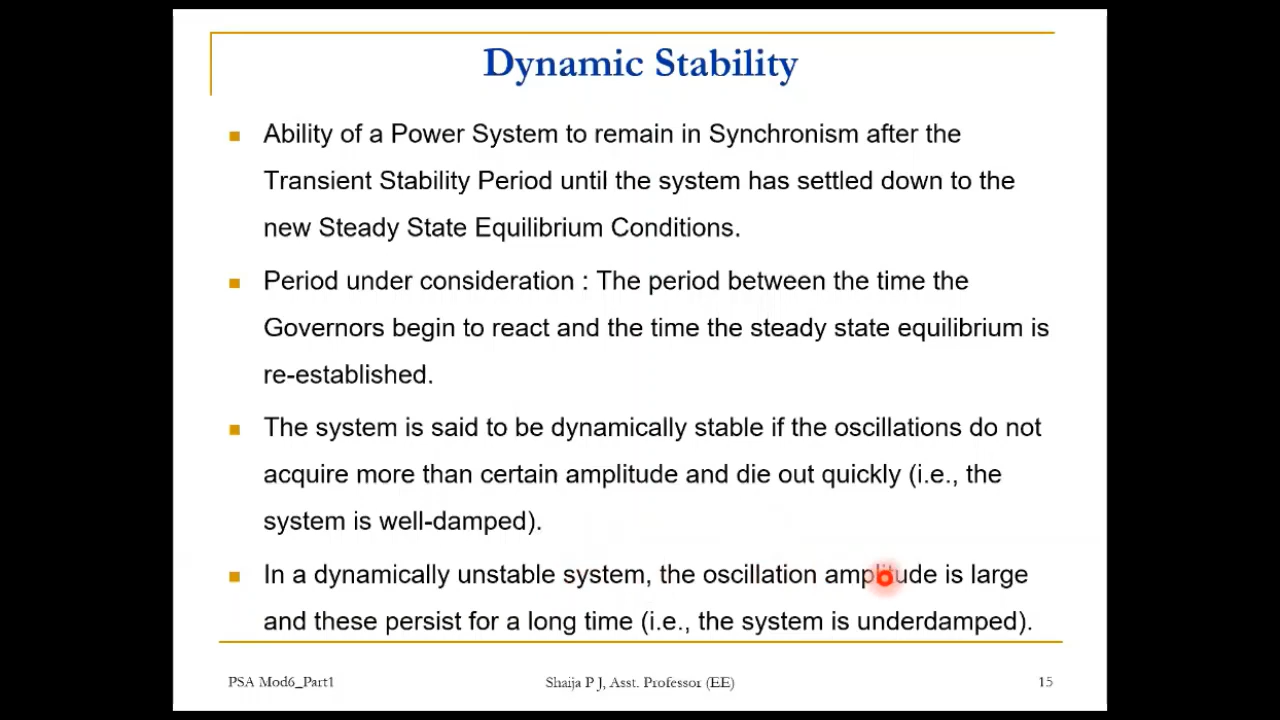 Dynamic Stability
Ability of a Power System to remain in Synchronism after the
Transient Stability Period until the system has settled down to the
new Steady State Equilibrium Conditions.
Period under consideration : The period between the time the
Governors begin to react and the time the steady state equilibrium is
re-established.
The system is said to be dynamically stable if the oscillations do not
acquire more than certain amplitude and die out quickly (i.e., the
system is well-damped).
In a dynamically unstable system, the oscillation amplitude is large
and these persist for a long time (i.e., the system is underdamped).
PSA Mod6_Part1 Shaija P J, Asst. Professor (EE) 15